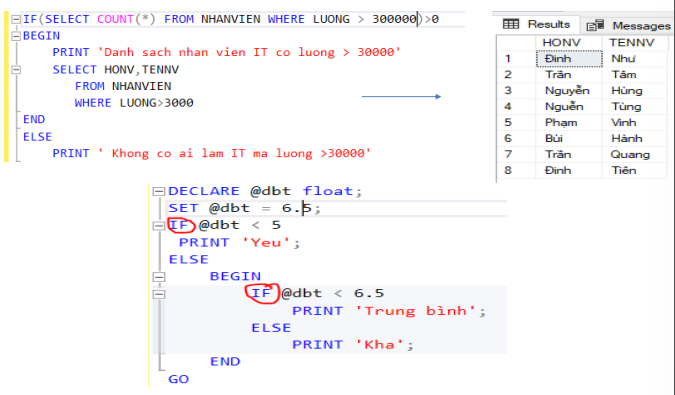 IF(SELECT COUNT(*) FROM NHANVIEN WHERE LUONG > 300000)>0
BEGIN
PRINT 'Danh sach nhan vien IT co luong > 30000'
SELECT HONV,TENNV
FROM NHANVIEN
WHERE LUONG>3000
END
ELSE
PRINT ' Khong co ai lam IT ma luong >30000'
Results Messages
HONV TENNV
1 Đinh Như
2 Trần Tâm
3 Nguyễn Hùng
4 Nguễn Tùng
5 Phạm Vinh
6 Bùi Hành
7 Trần Quang
8 Đinh Tiên
DECLARE @dbt float;
SET @dbt = 6.5;
IF @dbt < 5
PRINT 'Yeu';
ELSE
BEGIN
IF @dbt < 6.5
PRINT 'Trung bình';
ELSE
PRINT 'Kha';
END
GO